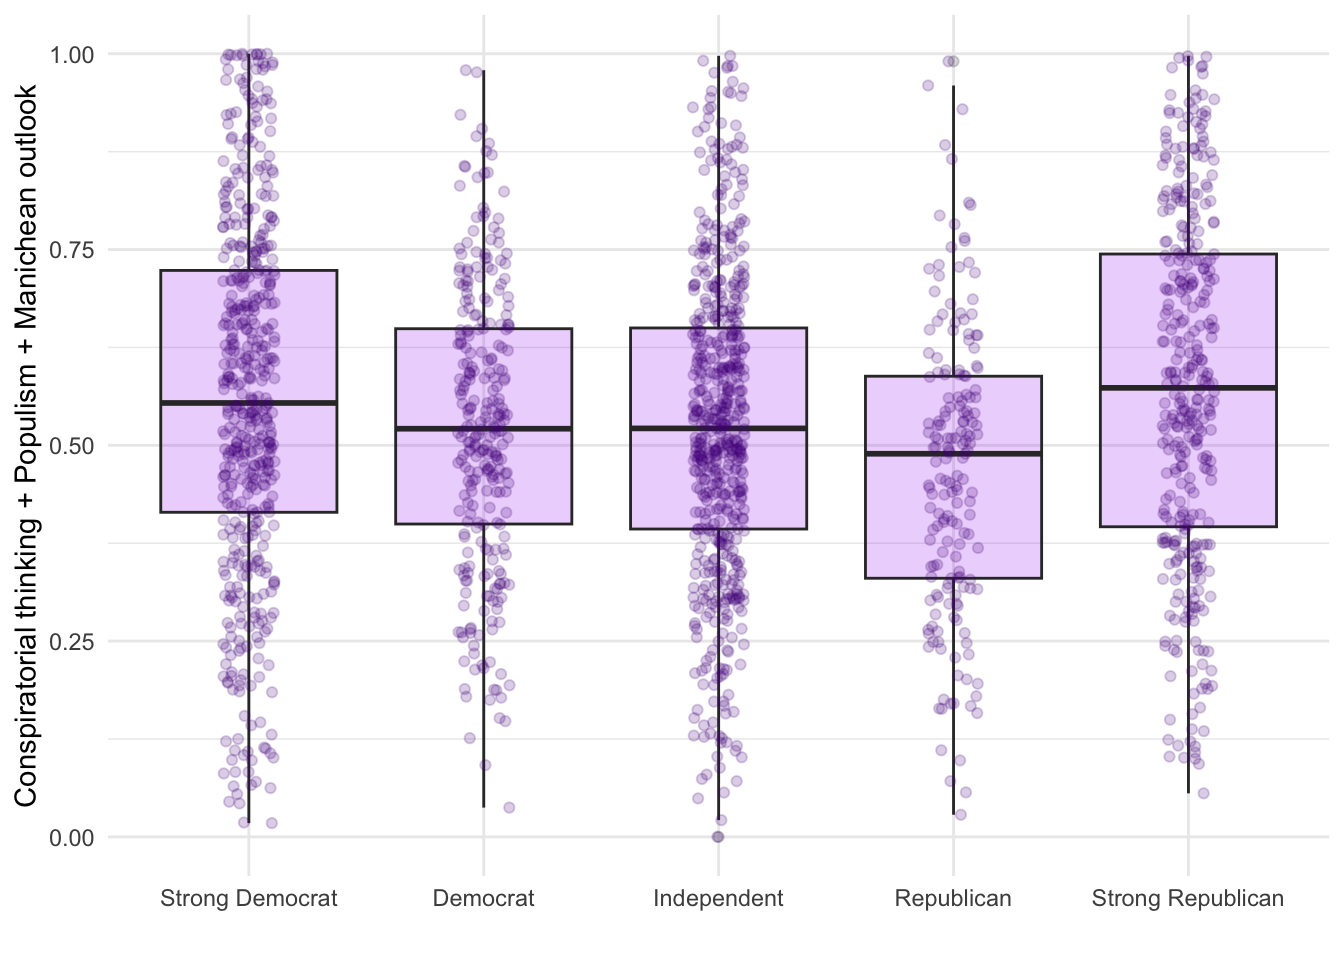 Conspiratorial thinking + Populism + Manichean outlook
1.00
0.75
0.50
0.25
0.00
Strong Democrat
Democrat
Independent
Republican
Strong Republican